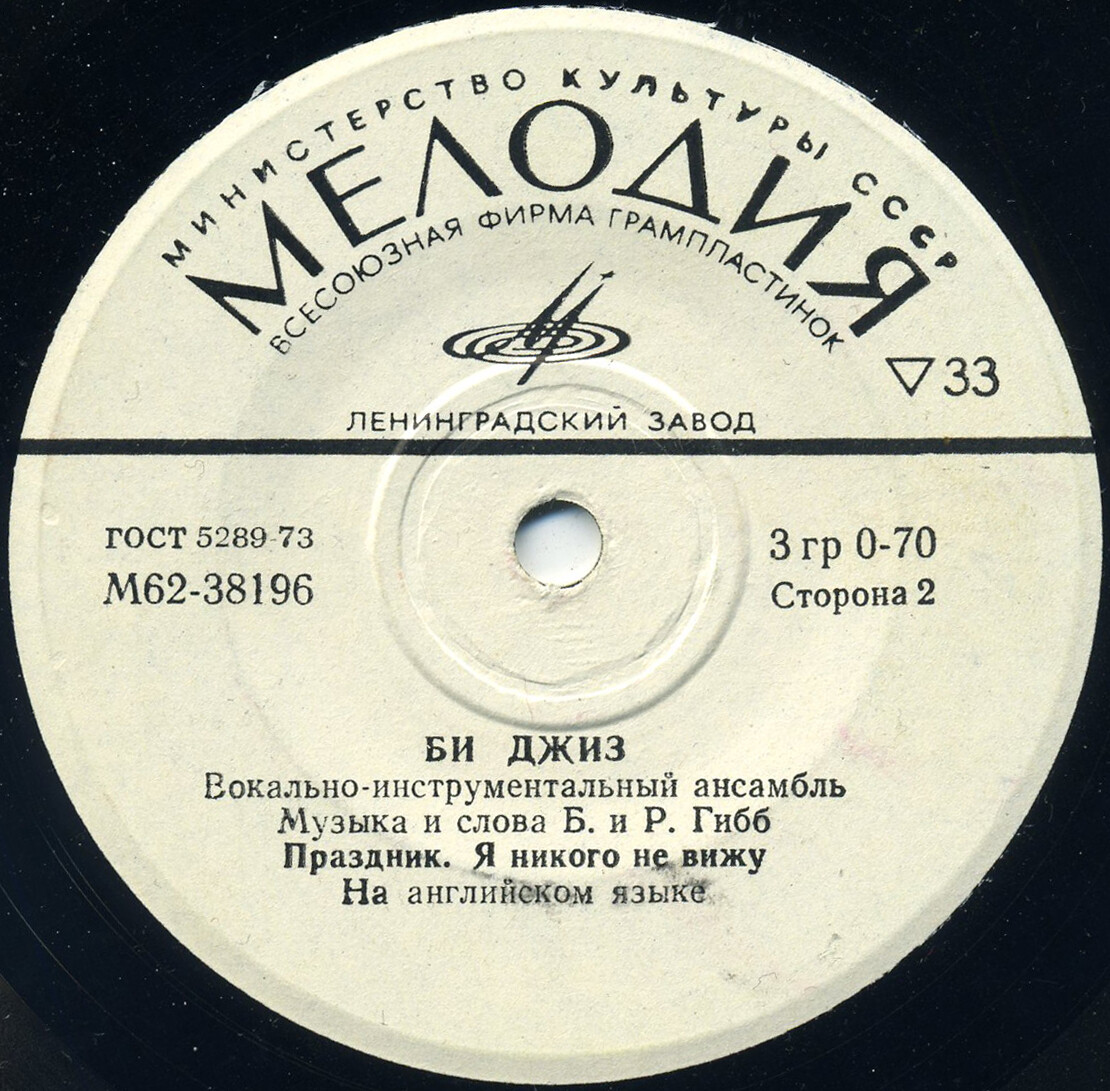 МИНИСТЕРСТВО КУЛЬТУРЫ СССР
МЕЛОДИЯ
ВСЕСОЮЗНАЯ ФИРМА ГРАМПЛАСТИНОК
▽ 33
ЛЕНИНГРАДСКИЙ ЗАВОД
ГОСТ 5289-73
М62-38196
3 гр 0-70
Сторона 2
БИ ДЖИЗ
Вокально-инструментальный ансамбль
Музыка и слова Б. и Р. Гибб
Праздник. Я никого не вижу
На английском языке